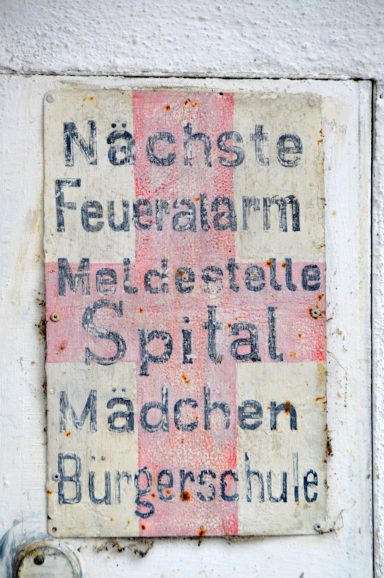 Nächste
Feueralarm
Meldestelle
Spital
Mädchen
Bürgerschule